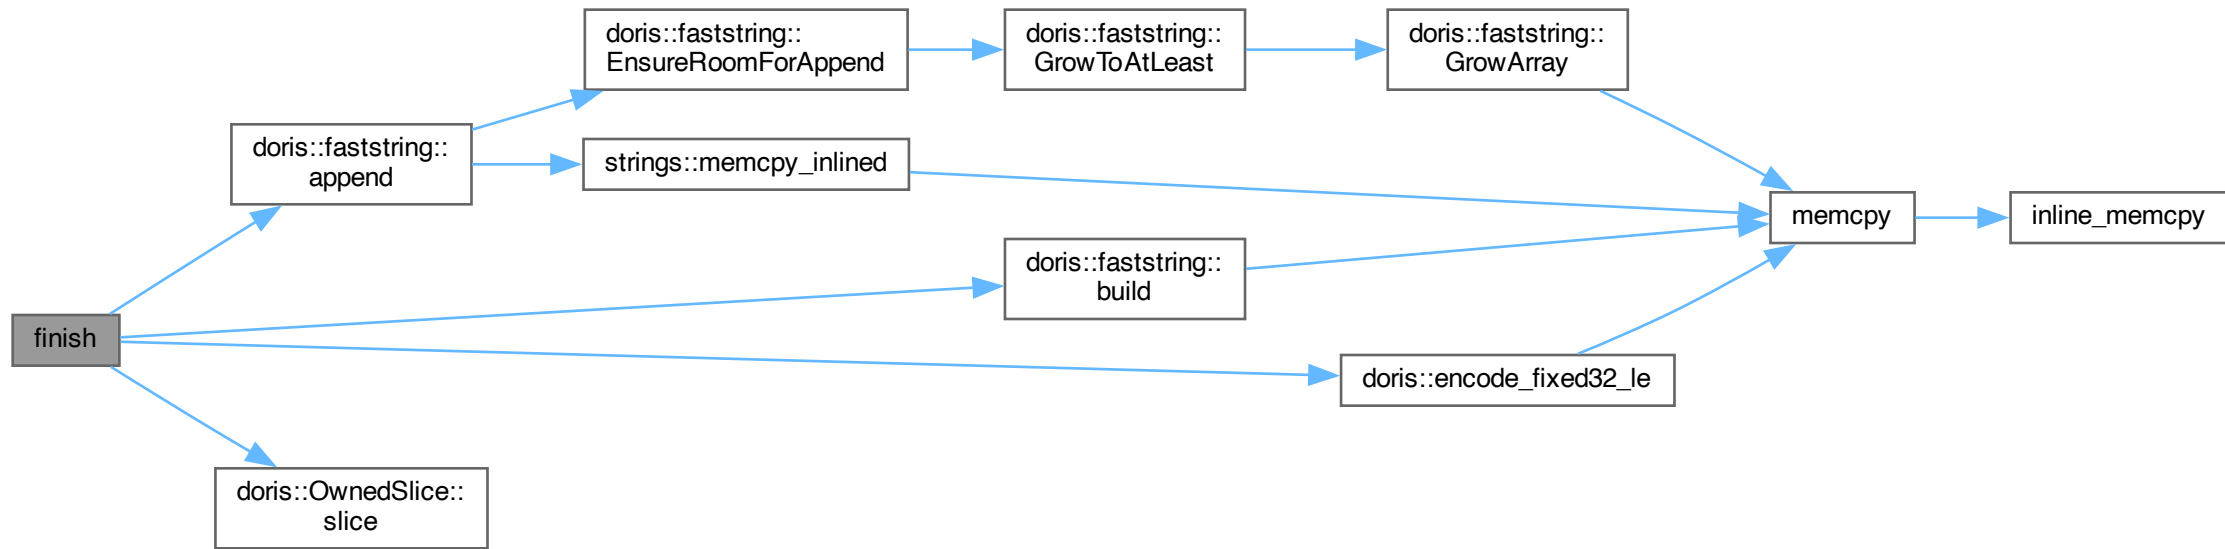 finish
doris::faststring::
append
doris::faststring::
EnsureRoomForAppend
doris::faststring::
GrowToAtLeast
doris::faststring::
GrowArray
strings::memcpy_inlined
memcpy
inline_memcpy
doris::faststring::
build
doris::encode_fixed32_le
doris::OwnedSlice::
slice